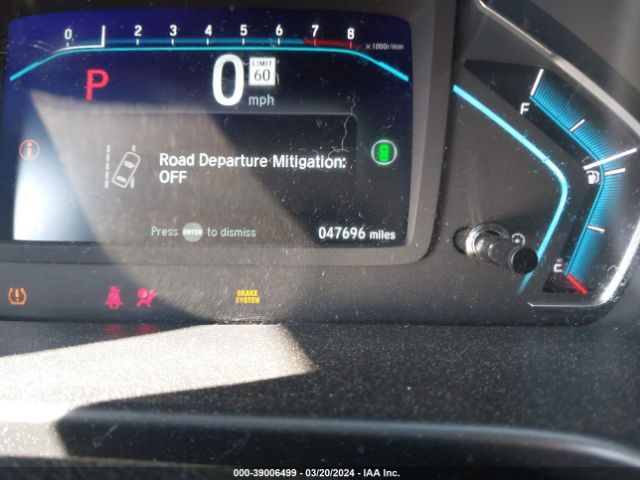 0 2 3 4 5 6 7 8
x 1000r/min
P 0 mph
LIMIT
60
Road Departure Mitigation:
OFF
Press ENTER to dismiss
047696 miles
F
E
BRAKE
SYSTEM
000-39006499 — 03/20/2024 — IAA Inc.